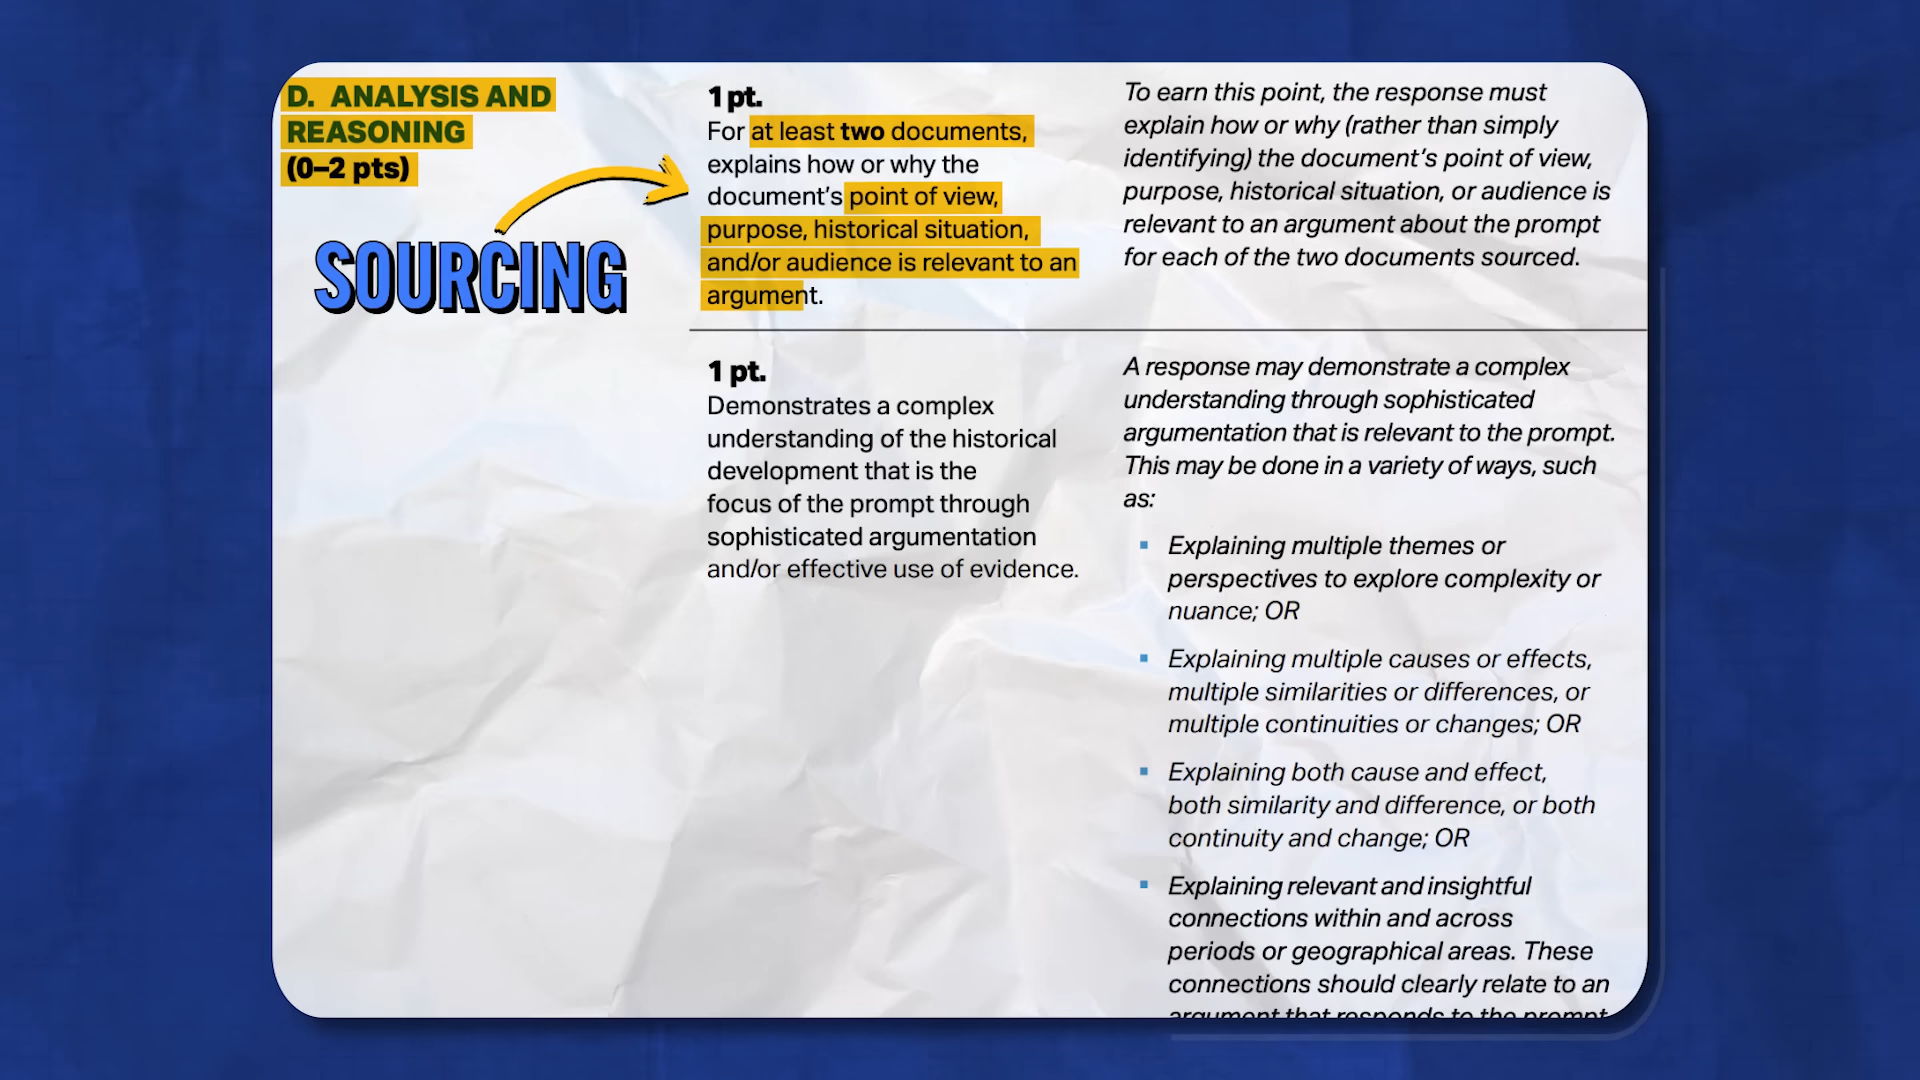 D. ANALYSIS AND
REASONING
(0–2 pts)
SOURCING
1 pt.
For at least two documents,
explains how or why the
document's point of view,
purpose, historical situation,
and/or audience is relevant to an
argument.
To earn this point, the response must
explain how or why (rather than simply
identifying) the document's point of view,
purpose, historical situation, or audience is
relevant to an argument about the prompt
for each of the two documents sourced.
1 pt.
Demonstrates a complex
understanding of the historical
development that is the
focus of the prompt through
sophisticated argumentation
and/or effective use of evidence.
A response may demonstrate a complex
understanding through sophisticated
argumentation that is relevant to the prompt.
This may be done in a variety of ways, such
as:
▪ Explaining multiple themes or
perspectives to explore complexity or
nuance; OR
▪ Explaining multiple causes or effects,
multiple similarities or differences, or
multiple continuities or changes; OR
▪ Explaining both cause and effect,
both similarity and difference, or both
continuity and change; OR
▪ Explaining relevant and insightful
connections within and across
periods or geographical areas. These
connections should clearly relate to an
argument that responds to the prompt